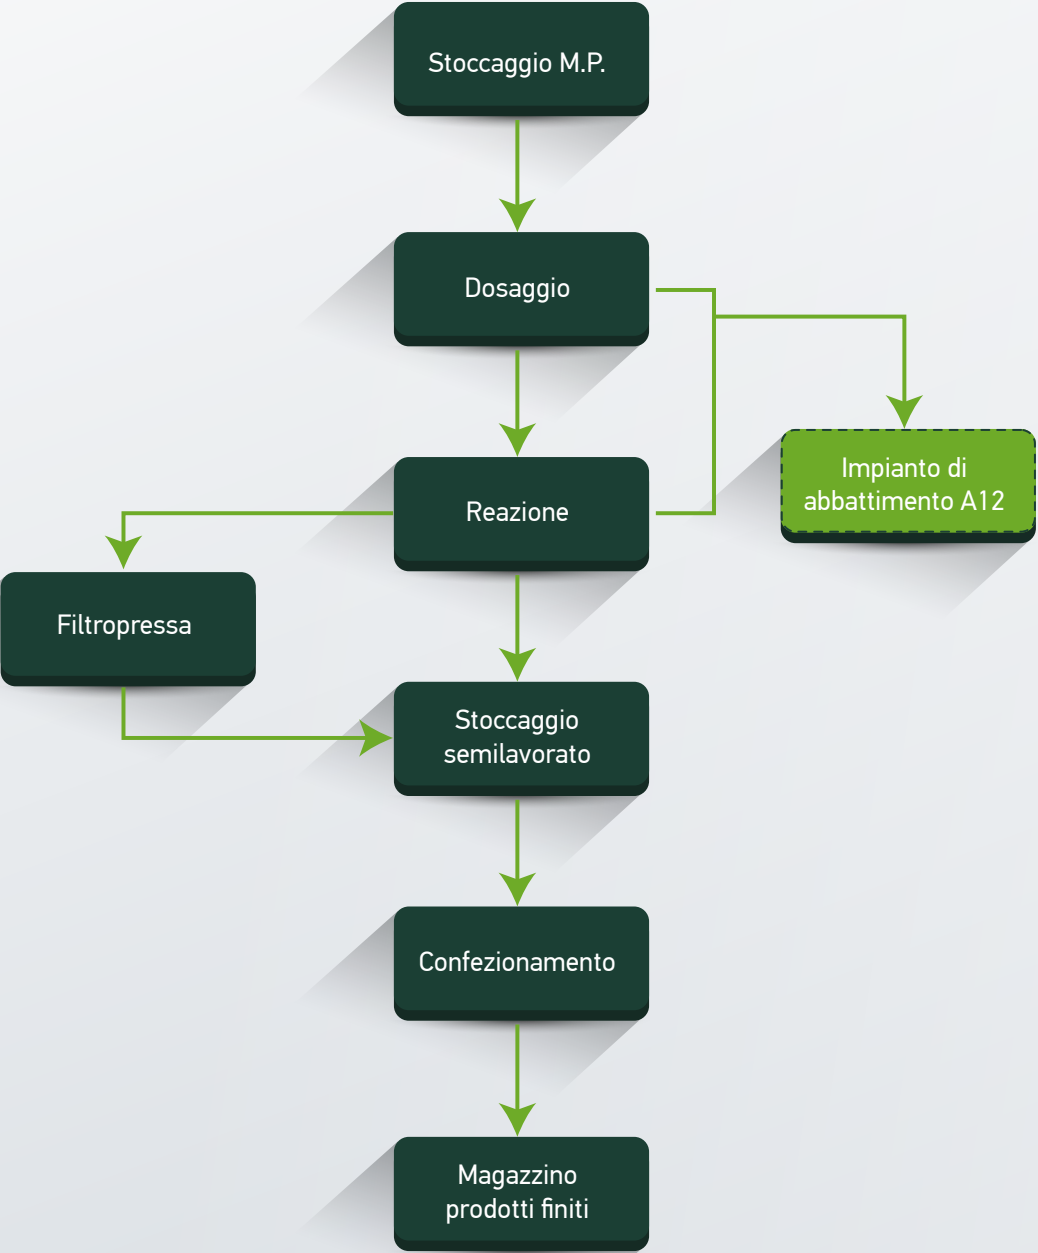 Stoccaggio M.P.
Dosaggio
Impianto di
abbattimento A12
Reazione
Filtropressa
Stoccaggio
semilavorato
Confezionamento
Magazzino
prodotti finiti